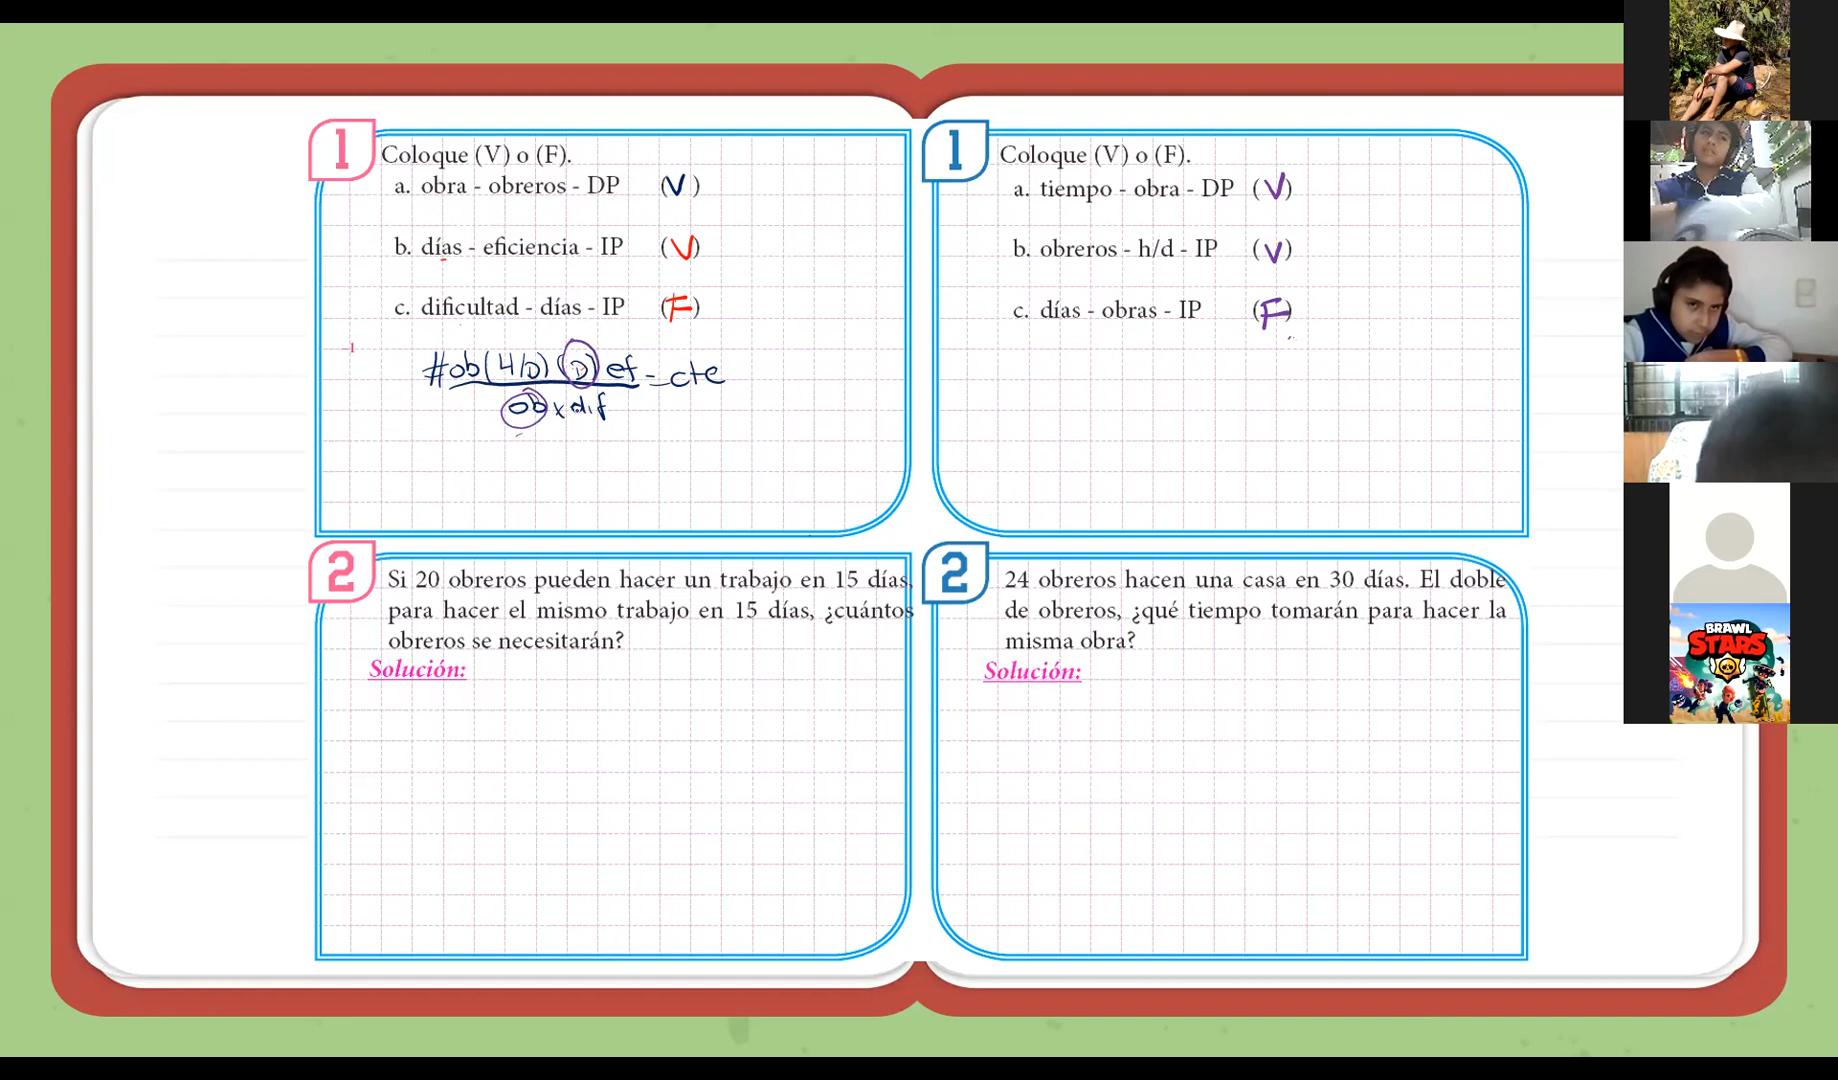 1
Coloque (V) o (F).
a. obra - obreros - DP (V)
b. días - eficiencia - IP (V)
c. dificultad - días - IP (F)
#ob(H/D)(D) ef = cte
ob x dif
1
Coloque (V) o (F).
a. tiempo - obra - DP (V)
b. obreros - h/d - IP (V)
c. días - obras - IP (F)
2
Si 20 obreros pueden hacer un trabajo en 15 días,
para hacer el mismo trabajo en 15 días, ¿cuántos
obreros se necesitarán?
Solución:
2
24 obreros hacen una casa en 30 días. El doble
de obreros, ¿qué tiempo tomarán para hacer la
misma obra?
Solución:
BRAWL
STARS